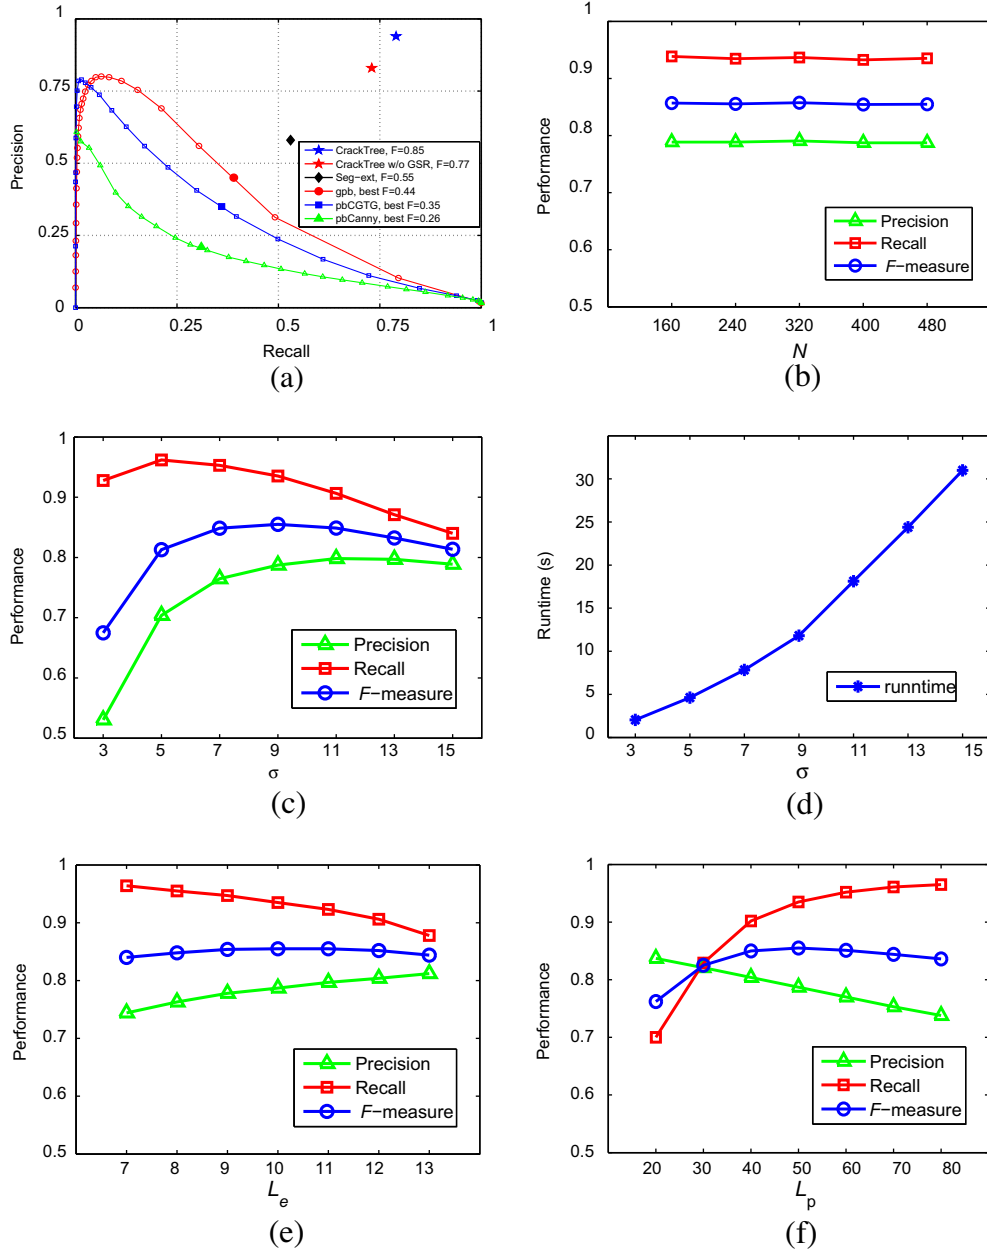 1
0.75
0.5
0.25
0
Precision
CrackTree, F=0.85
CrackTree w/o GSR, F=0.77
Seg-ext, F=0.55
gpb, best F=0.44
pbCGTG, best F=0.35
pbCanny, best F=0.26
0 0.25 0.5 0.75 1
Recall
(a)
1
0.9
0.8
0.7
0.6
0.5
Performance
Precision
Recall
F-measure
160 240 320 400 480
N
(b)
1
0.9
0.8
0.7
0.6
0.5
Performance
Precision
Recall
F-measure
3 5 7 9 11 13 15
σ
(c)
30
25
20
15
10
5
0
Runtime (s)
runntime
3 5 7 9 11 13 15
σ
(d)
1
0.9
0.8
0.7
0.6
0.5
Performance
Precision
Recall
F-measure
7 8 9 10 11 12 13
Le
(e)
1
0.9
0.8
0.7
0.6
0.5
Performance
Precision
Recall
F-measure
20 30 40 50 60 70 80
Lp
(f)